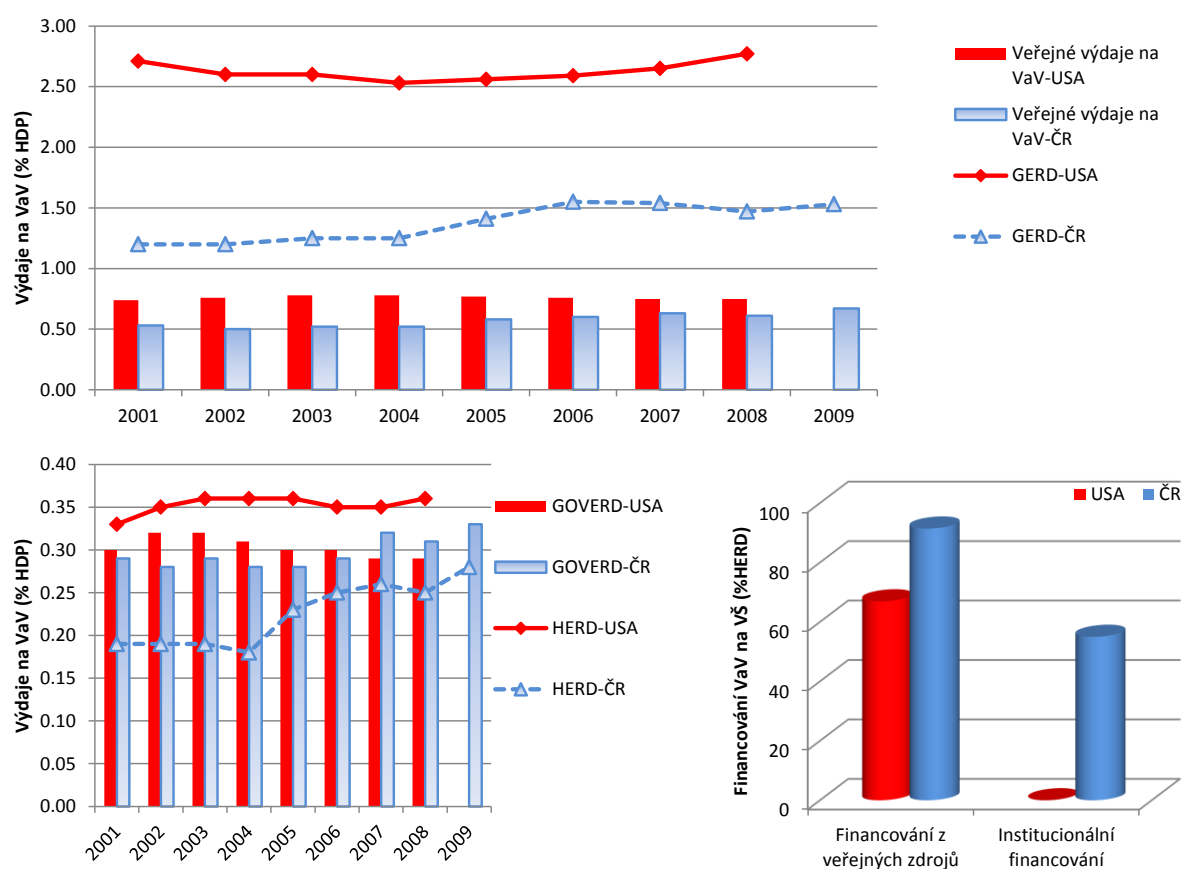 3.00
2.50
2.00
1.50
1.00
0.50
0.00
Výdaje na VaV (% HDP)
2001 2002 2003 2004 2005 2006 2007 2008 2009
Veřejné výdaje na
VaV-USA
Veřejné výdaje na
VaV-ČR
GERD-USA
GERD-ČR
0.40
0.35
0.30
0.25
0.20
0.15
0.10
0.05
0.00
Výdaje na VaV (% HDP)
2001 2002 2003 2004 2005 2006 2007 2008 2009
GOVERD-USA
GOVERD-ČR
HERD-USA
HERD-ČR
USA ČR
100
80
60
40
20
0
Financování VaV na VŠ (%HERD)
Financování z
veřejných zdrojů
Institucionální
financování